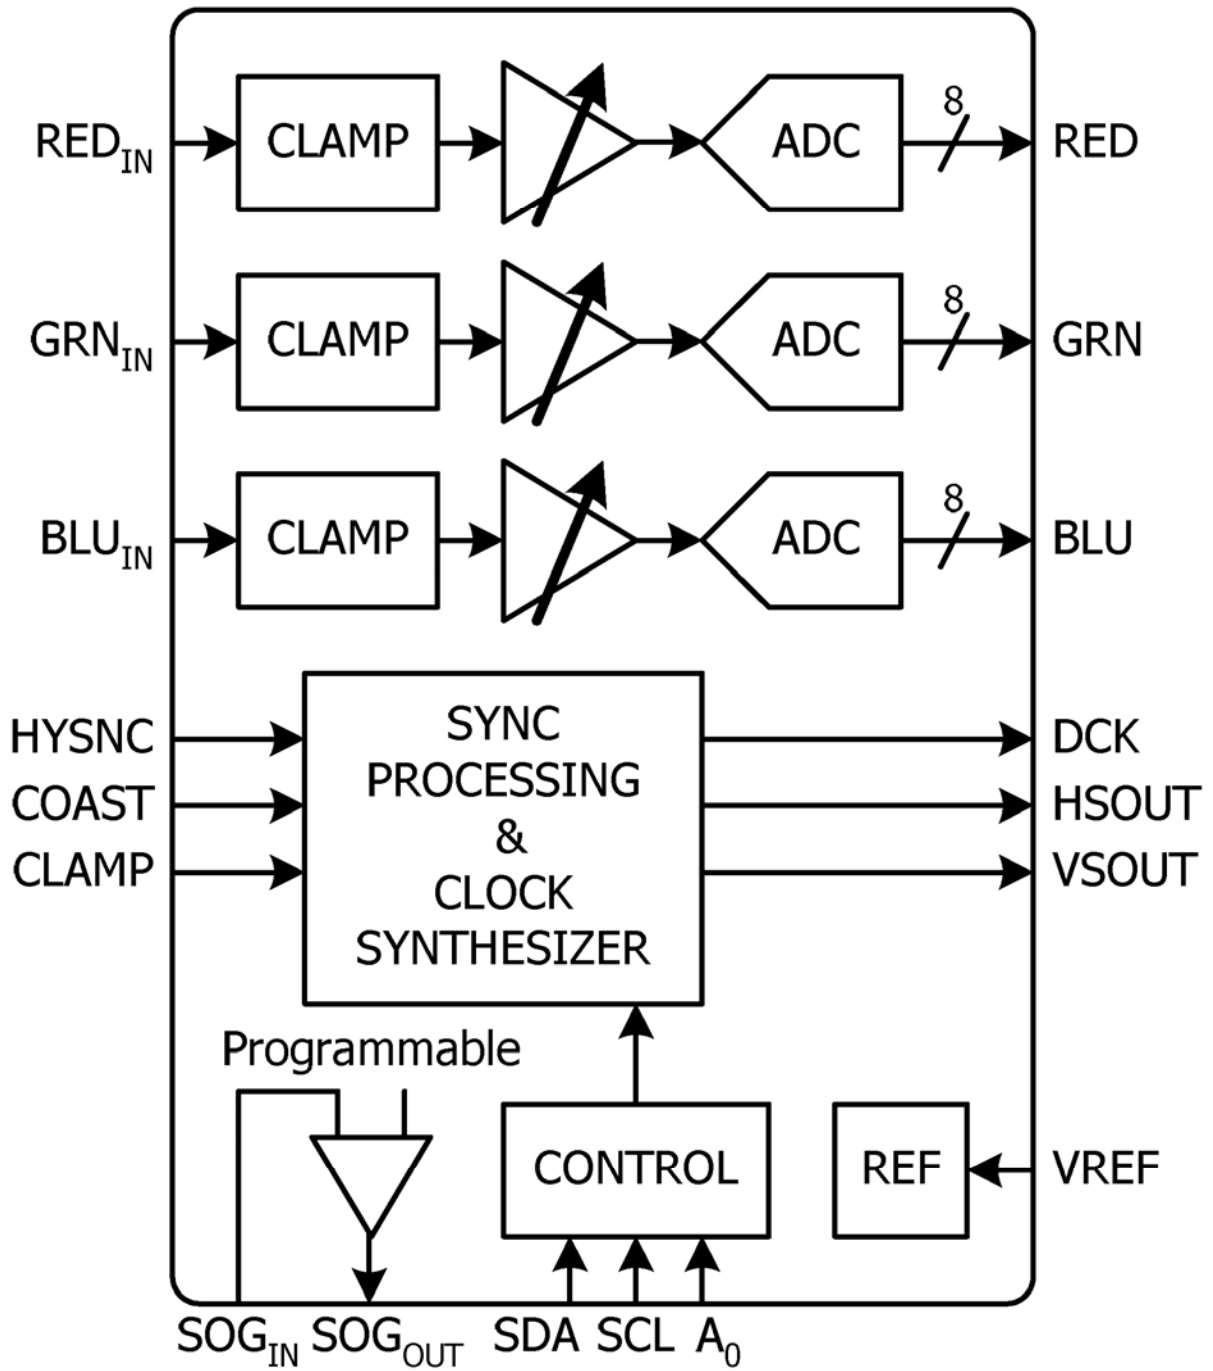 RED_IN CLAMP ADC 8 RED
GRN_IN CLAMP ADC 8 GRN
BLU_IN CLAMP ADC 8 BLU
HYSNC
COAST
CLAMP
SYNC
PROCESSING
&
CLOCK
SYNTHESIZER
DCK
HSOUT
VSOUT
Programmable
CONTROL
REF
VREF
SOG_IN SOG_OUT SDA SCL A_0